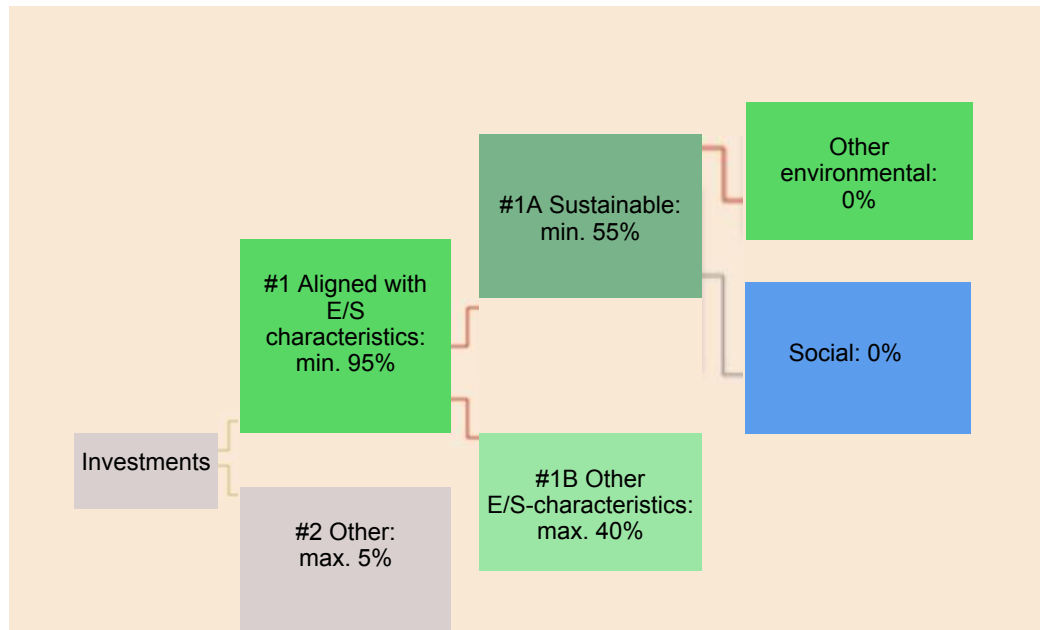 Investments
#1 Aligned with
E/S
characteristics:
min. 95%
#2 Other:
max. 5%
#1A Sustainable:
min. 55%
#1B Other
E/S-characteristics:
max. 40%
Other
environmental:
0%
Social: 0%